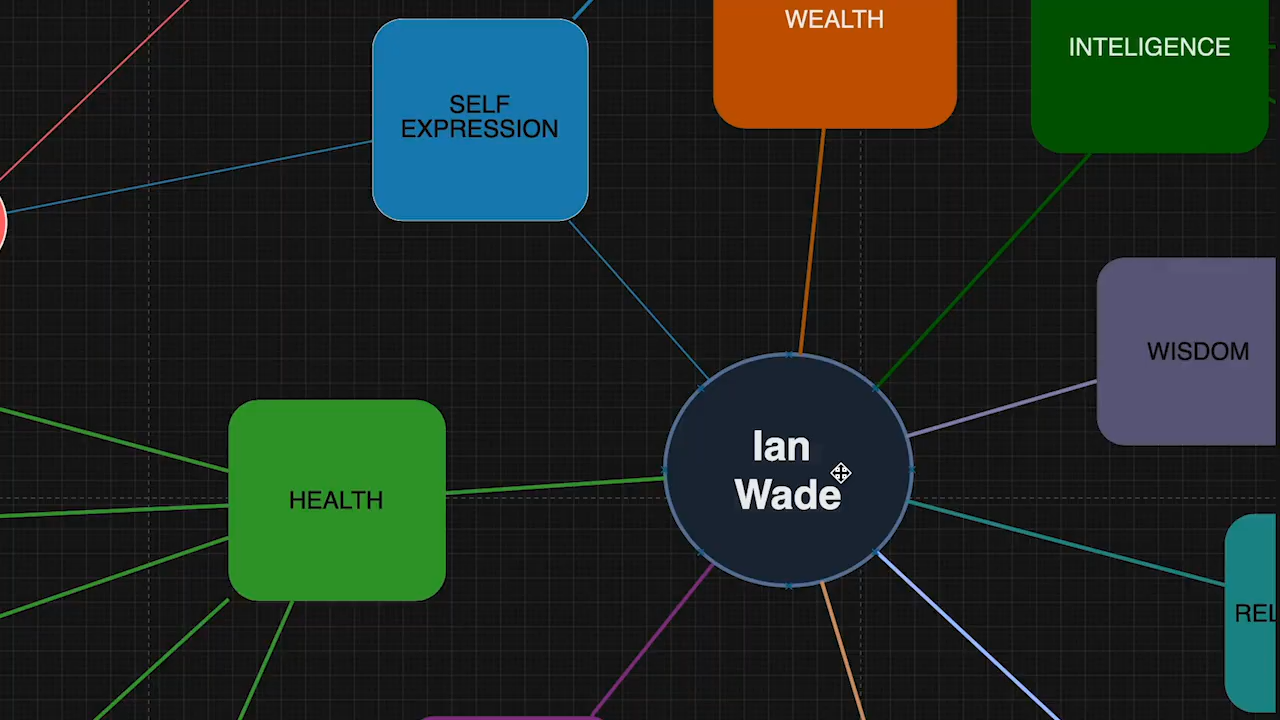 WEALTH
INTELIGENCE
SELF
EXPRESSION
WISDOM
Ian
Wade
HEALTH